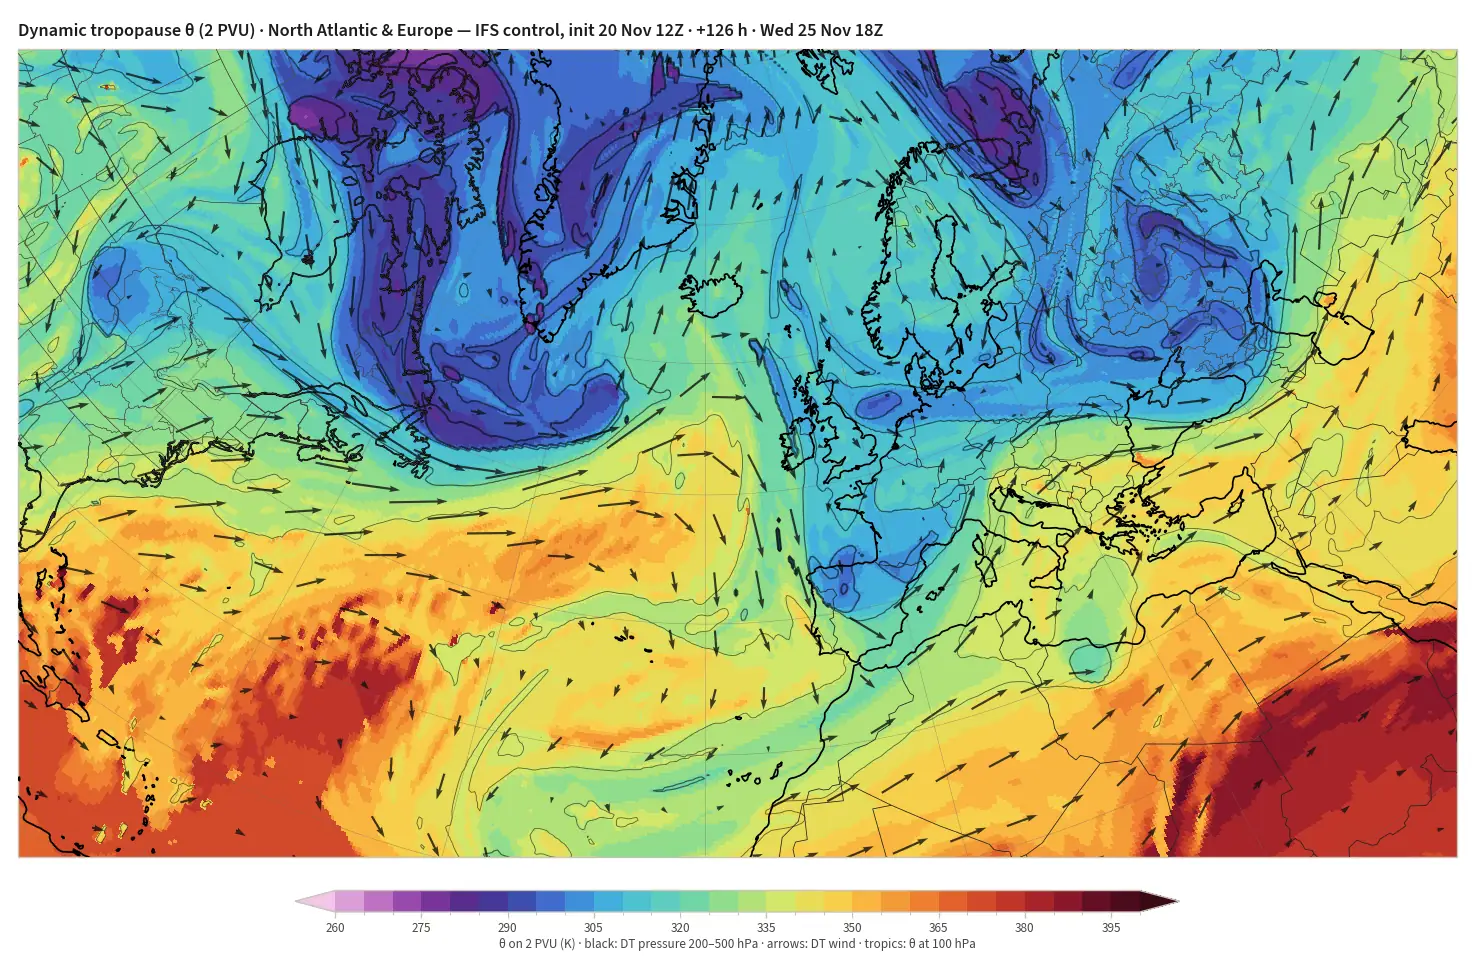 Dynamic tropopause θ (2 PVU) · North Atlantic & Europe — IFS control, init 20 Nov 12Z · +126 h · Wed 25 Nov 18Z
260 275 290 305 320 335 350 365 380 395
θ on 2 PVU (K) · black: DT pressure 200–500 hPa · arrows: DT wind · tropics: θ at 100 hPa